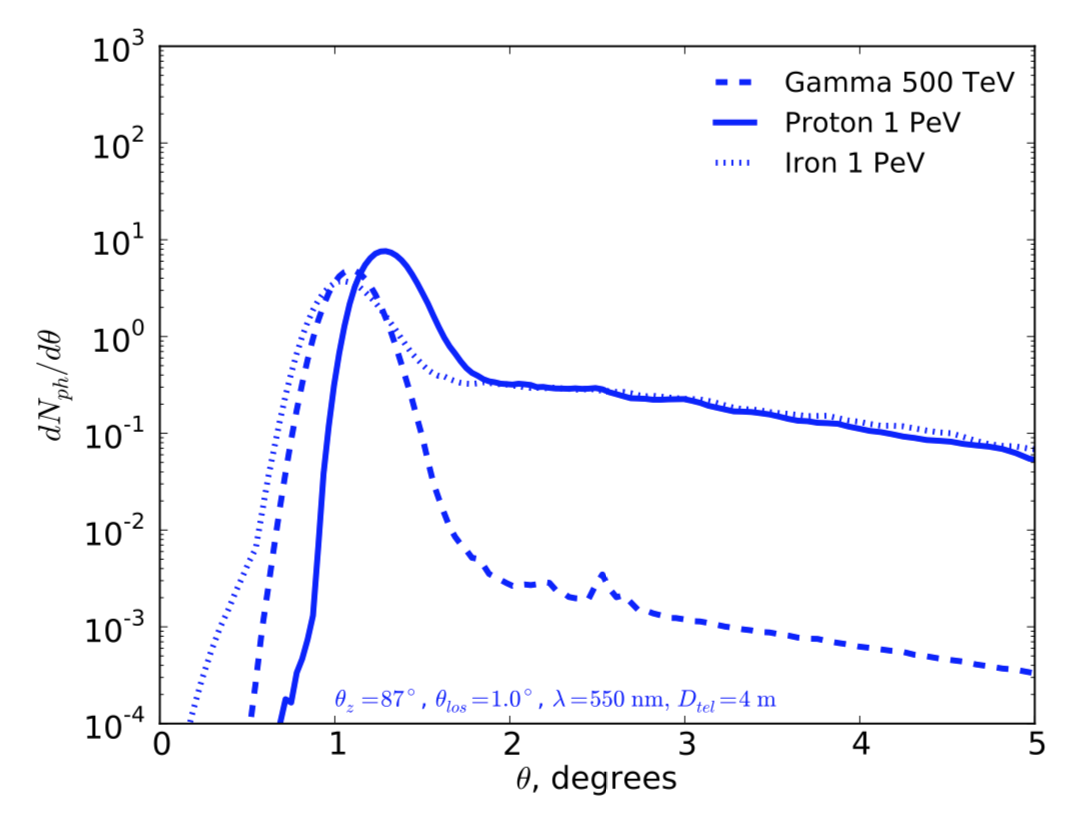 10^3
10^2
10^1
10^0
10^-1
10^-2
10^-3
10^-4
dN_ph/dθ
Gamma 500 TeV
Proton 1 PeV
Iron 1 PeV
θ_z=87°, θ_los=1.0°, λ=550 nm, D_tel=4 m
0 1 2 3 4 5
θ, degrees